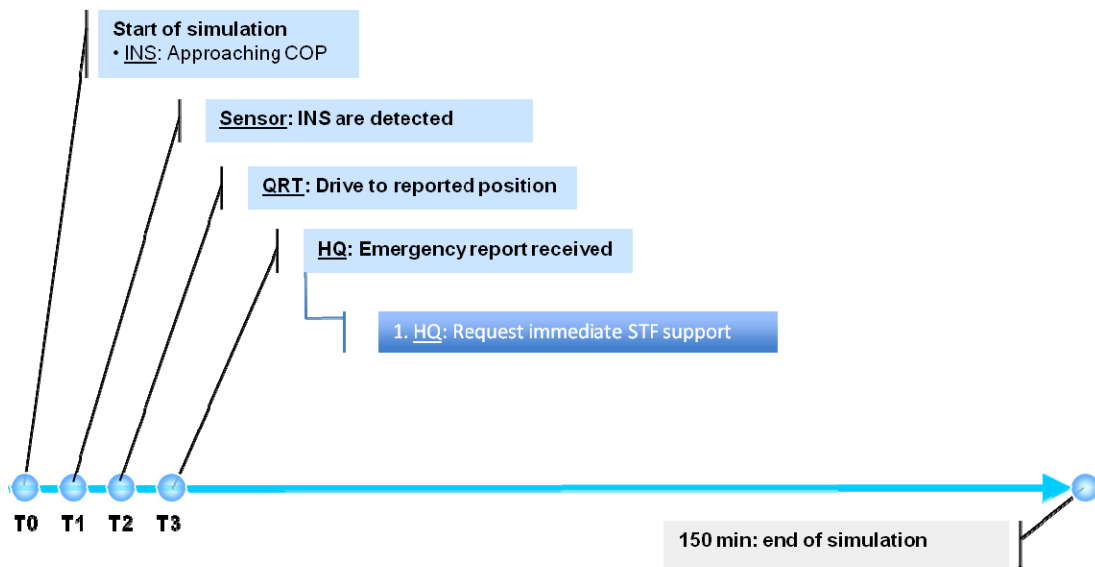 Start of simulation
• INS: Approaching COP
Sensor: INS are detected
QRT: Drive to reported position
HQ: Emergency report received
1. HQ: Request immediate STF support
T0 T1 T2 T3
150 min: end of simulation